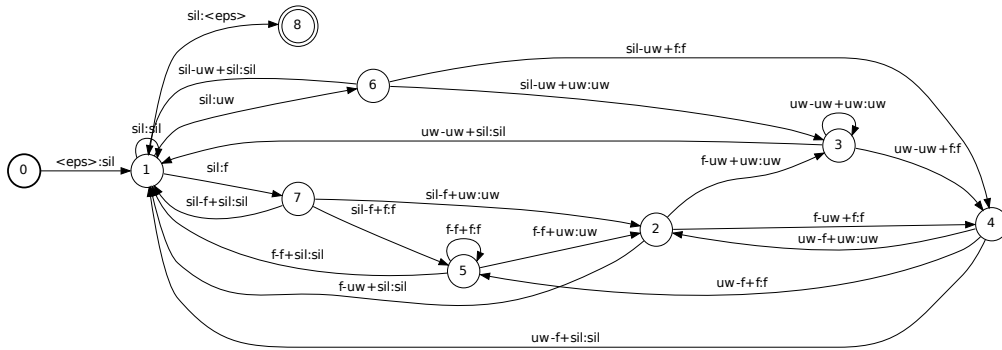 sil:<eps>
8
sil-uw+f:f
sil-uw+sil:sil
6
sil:uw
sil-uw+uw:uw
uw-uw+uw:uw
sil:sil
uw-uw+sil:sil
3
uw-uw+f:f
<eps>:sil
0
1
sil:f
f-uw+uw:uw
sil-f+sil:sil
7
sil-f+uw:uw
sil-f+f:f
f-f+f:f
f-f+uw:uw
2
f-uw+f:f
4
uw-f+uw:uw
f-f+sil:sil
5
f-uw+sil:sil
uw-f+f:f
uw-f+sil:sil